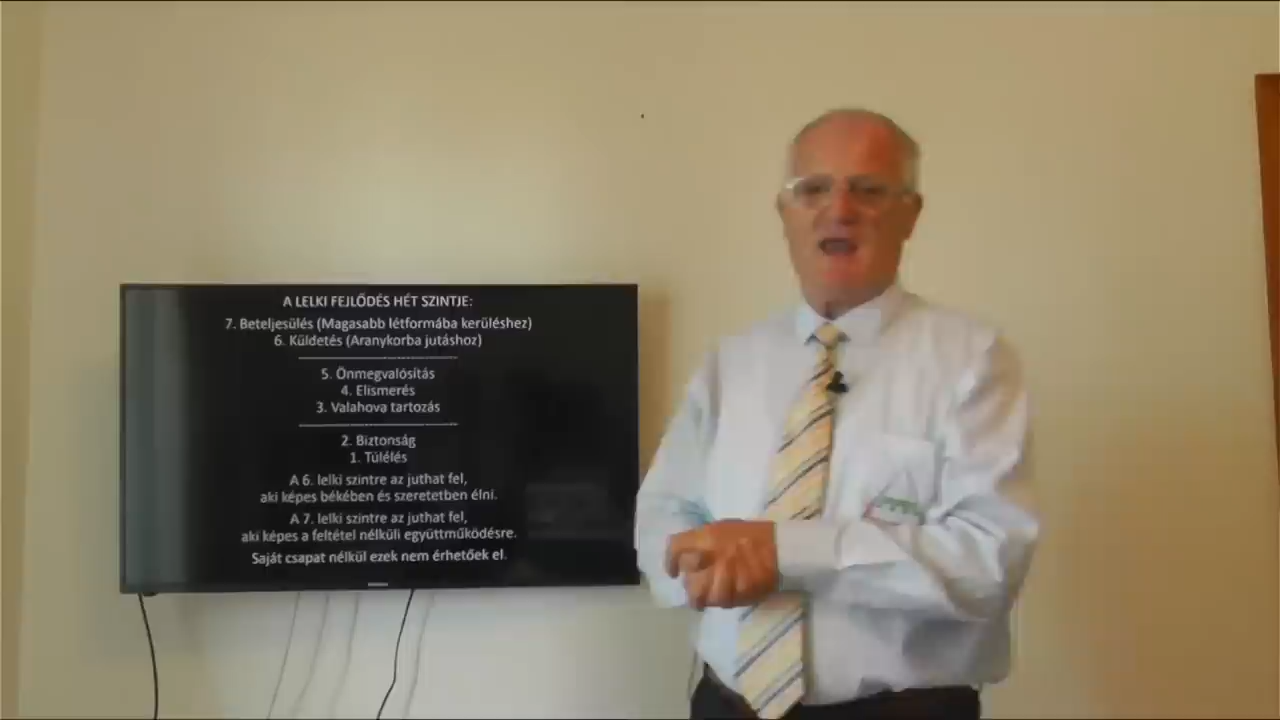 A LELKI FEJLŐDÉS HÉT SZINTJE:
7. Beteljesülés (Magasabb létformába kerüléshez)
6. Küldetés (Aranykorba jutáshoz)
5. Önmegvalósítás
4. Elismerés
3. Valahova tartozás
2. Biztonság
1. Túlélés
A 6. lelki szintre az juthat fel,
aki képes békében és szeretetben élni.
A 7. lelki szintre az juthat fel,
aki képes a feltétel nélküli együttműködésre.
Saját csapat nélkül ezek nem érhetőek el.